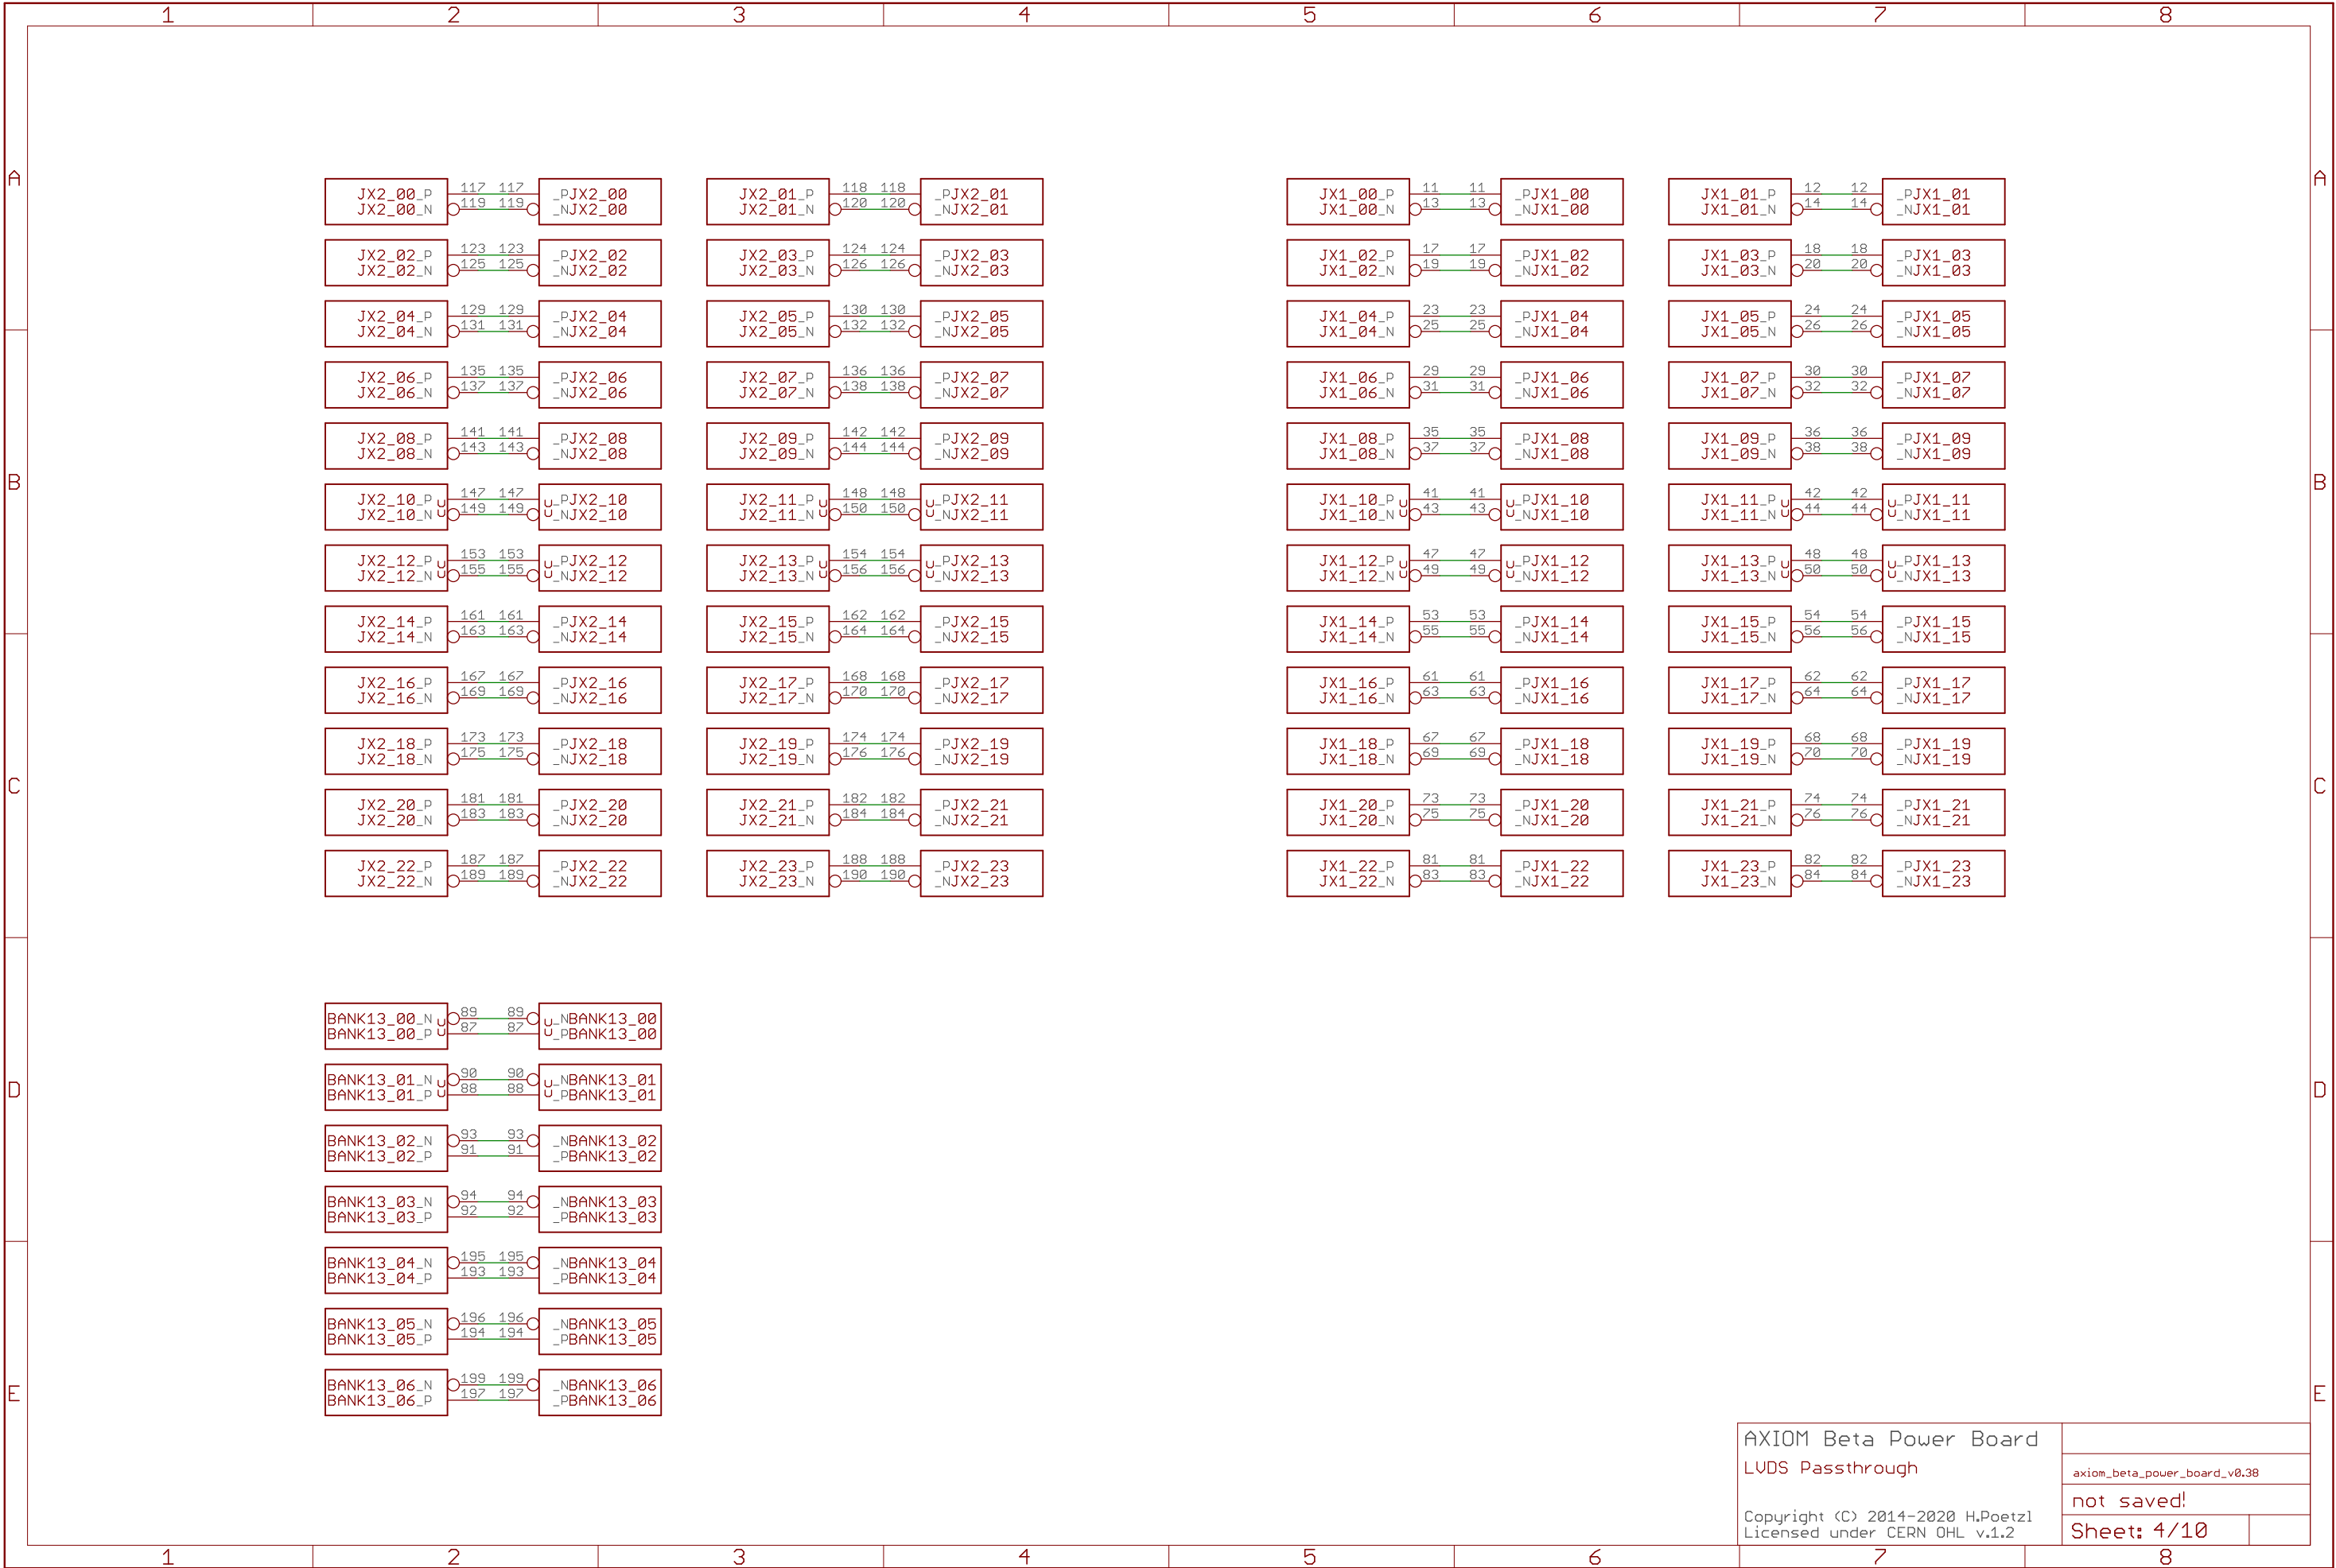 1 2 3 4 5 6 7 8
A A
JX2_00_P 117 117 _PJX2_00 JX2_01_P 118 118 _PJX2_01 JX1_00_P 11 11 _PJX1_00 JX1_01_P 12 12 _PJX1_01
JX2_00_N 119 119 _NJX2_00 JX2_01_N 120 120 _NJX2_01 JX1_00_N 13 13 _NJX1_00 JX1_01_N 14 14 _NJX1_01
JX2_02_P 123 123 _PJX2_02 JX2_03_P 124 124 _PJX2_03 JX1_02_P 17 17 _PJX1_02 JX1_03_P 18 18 _PJX1_03
JX2_02_N 125 125 _NJX2_02 JX2_03_N 126 126 _NJX2_03 JX1_02_N 19 19 _NJX1_02 JX1_03_N 20 20 _NJX1_03
JX2_04_P 129 129 _PJX2_04 JX2_05_P 130 130 _PJX2_05 JX1_04_P 23 23 _PJX1_04 JX1_05_P 24 24 _PJX1_05
JX2_04_N 131 131 _NJX2_04 JX2_05_N 132 132 _NJX2_05 JX1_04_N 25 25 _NJX1_04 JX1_05_N 26 26 _NJX1_05
JX2_06_P 135 135 _PJX2_06 JX2_07_P 136 136 _PJX2_07 JX1_06_P 29 29 _PJX1_06 JX1_07_P 30 30 _PJX1_07
JX2_06_N 137 137 _NJX2_06 JX2_07_N 138 138 _NJX2_07 JX1_06_N 31 31 _NJX1_06 JX1_07_N 32 32 _NJX1_07
JX2_08_P 141 141 _PJX2_08 JX2_09_P 142 142 _PJX2_09 JX1_08_P 35 35 _PJX1_08 JX1_09_P 36 36 _PJX1_09
JX2_08_N 143 143 _NJX2_08 JX2_09_N 144 144 _NJX2_09 JX1_08_N 37 37 _NJX1_08 JX1_09_N 38 38 _NJX1_09
B B
JX2_10_P CC 147 147 CC _PJX2_10 JX2_11_P CC 148 148 CC _PJX2_11 JX1_10_P CC 41 41 CC _PJX1_10 JX1_11_P CC 42 42 CC _PJX1_11
JX2_10_N 149 149 _NJX2_10 JX2_11_N 150 150 _NJX2_11 JX1_10_N 43 43 _NJX1_10 JX1_11_N 44 44 _NJX1_11
JX2_12_P CC 153 153 CC _PJX2_12 JX2_13_P CC 154 154 CC _PJX2_13 JX1_12_P CC 47 47 CC _PJX1_12 JX1_13_P CC 48 48 CC _PJX1_13
JX2_12_N 155 155 _NJX2_12 JX2_13_N 156 156 _NJX2_13 JX1_12_N 49 49 _NJX1_12 JX1_13_N 50 50 _NJX1_13
JX2_14_P 161 161 _PJX2_14 JX2_15_P 162 162 _PJX2_15 JX1_14_P 53 53 _PJX1_14 JX1_15_P 54 54 _PJX1_15
JX2_14_N 163 163 _NJX2_14 JX2_15_N 164 164 _NJX2_15 JX1_14_N 55 55 _NJX1_14 JX1_15_N 56 56 _NJX1_15
JX2_16_P 167 167 _PJX2_16 JX2_17_P 168 168 _PJX2_17 JX1_16_P 61 61 _PJX1_16 JX1_17_P 62 62 _PJX1_17
JX2_16_N 169 169 _NJX2_16 JX2_17_N 170 170 _NJX2_17 JX1_16_N 63 63 _NJX1_16 JX1_17_N 64 64 _NJX1_17
JX2_18_P 173 173 _PJX2_18 JX2_19_P 174 174 _PJX2_19 JX1_18_P 67 67 _PJX1_18 JX1_19_P 68 68 _PJX1_19
JX2_18_N 175 175 _NJX2_18 JX2_19_N 176 176 _NJX2_19 JX1_18_N 69 69 _NJX1_18 JX1_19_N 70 70 _NJX1_19
C C
JX2_20_P 181 181 _PJX2_20 JX2_21_P 182 182 _PJX2_21 JX1_20_P 73 73 _PJX1_20 JX1_21_P 74 74 _PJX1_21
JX2_20_N 183 183 _NJX2_20 JX2_21_N 184 184 _NJX2_21 JX1_20_N 75 75 _NJX1_20 JX1_21_N 76 76 _NJX1_21
JX2_22_P 187 187 _PJX2_22 JX2_23_P 188 188 _PJX2_23 JX1_22_P 81 81 _PJX1_22 JX1_23_P 82 82 _PJX1_23
JX2_22_N 189 189 _NJX2_22 JX2_23_N 190 190 _NJX2_23 JX1_22_N 83 83 _NJX1_22 JX1_23_N 84 84 _NJX1_23
BANK13_00_N CC 89 89 CC _NBANK13_00
BANK13_00_P 87 87 _PBANK13_00
BANK13_01_N CC 90 90 CC _NBANK13_01
BANK13_01_P 88 88 _PBANK13_01
D D
BANK13_02_N 93 93 _NBANK13_02
BANK13_02_P 91 91 _PBANK13_02
BANK13_03_N 94 94 _NBANK13_03
BANK13_03_P 92 92 _PBANK13_03
BANK13_04_N 195 195 _NBANK13_04
BANK13_04_P 193 193 _PBANK13_04
BANK13_05_N 196 196 _NBANK13_05
BANK13_05_P 194 194 _PBANK13_05
BANK13_06_N 199 199 _NBANK13_06
BANK13_06_P 197 197 _PBANK13_06
E E
AXIOM Beta Power Board
LVDS Passthrough
Copyright (C) 2014-2020 H.Poetzl
Licensed under CERN OHL v.1.2
axiom_beta_power_board_v0.38
not saved!
Sheet: 4/10
1 2 3 4 5 6 7 8